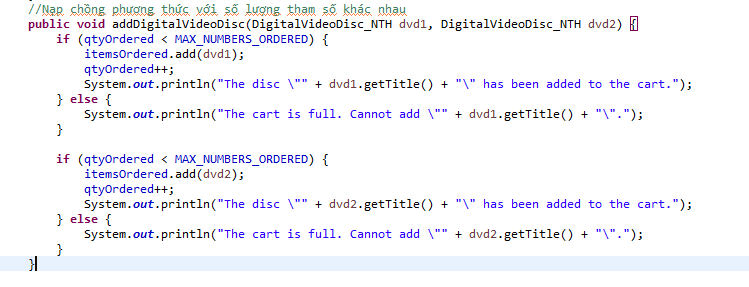 //Nạp chồng phương thức với số lượng tham số khác nhau
public void addDigitalVideoDisc(DigitalVideoDisc_NTH dvd1, DigitalVideoDisc_NTH dvd2) {
if (qtyOrdered < MAX_NUMBERS_ORDERED) {
itemsOrdered.add(dvd1);
qtyOrdered++;
System.out.println("The disc \"" + dvd1.getTitle() + "\" has been added to the cart.");
} else {
System.out.println("The cart is full. Cannot add \"" + dvd1.getTitle() + "\".");
}
if (qtyOrdered < MAX_NUMBERS_ORDERED) {
itemsOrdered.add(dvd2);
qtyOrdered++;
System.out.println("The disc \"" + dvd2.getTitle() + "\" has been added to the cart.");
} else {
System.out.println("The cart is full. Cannot add \"" + dvd2.getTitle() + "\".");
}
}